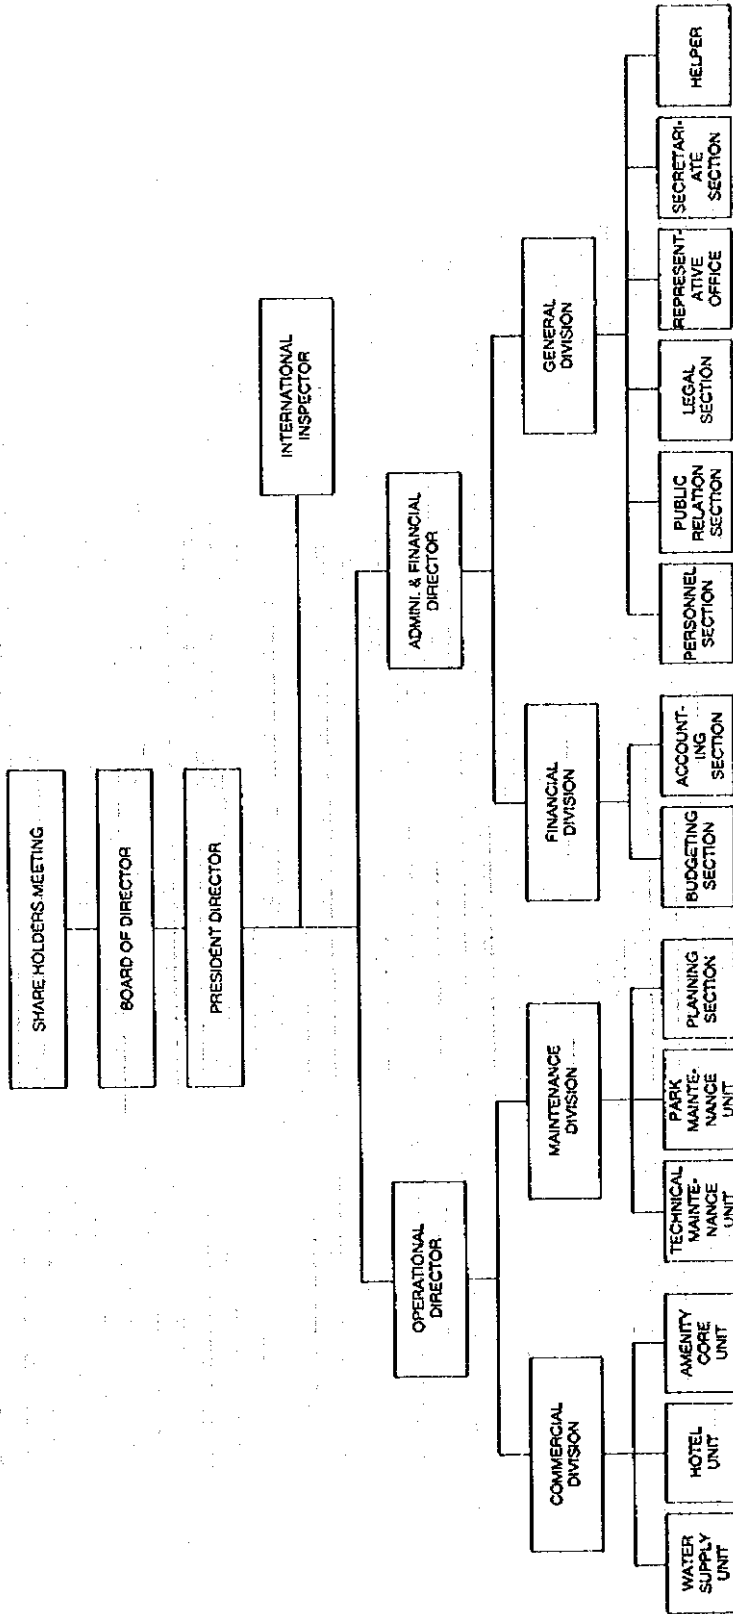 SHARE HOLDERS MEETING
BOARD OF DIRECTOR
PRESIDENT DIRECTOR
INTERNATIONAL
INSPECTOR
OPERATIONAL
DIRECTOR
ADMINI. & FINANCIAL
DIRECTOR
COMMERCIAL
DIVISION
MAINTENANCE
DIVISION
FINANCIAL
DIVISION
GENERAL
DIVISION
WATER
SUPPLY
UNIT
HOTEL
UNIT
AMENITY
CORE
UNIT
TECHNICAL
MAINTE-
NANCE
UNIT
PARK
MAINTE-
NANCE
UNIT
PLANNING
SECTION
BUDGETING
SECTION
ACCOUNT-
ING
SECTION
PERSONNEL
SECTION
PUBLIC
RELATION
SECTION
LEGAL
SECTION
REPRESENT-
ATIVE
OFFICE
SECRETARI-
ATE
SECTION
HELPER